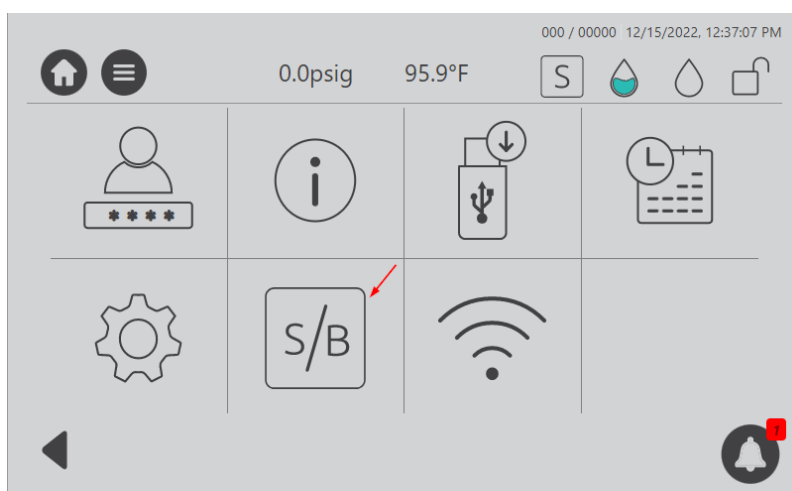 000 / 00000 12/15/2022, 12:37:07 PM
0.0psig 95.9°F S
i
* * * *
S/B
1